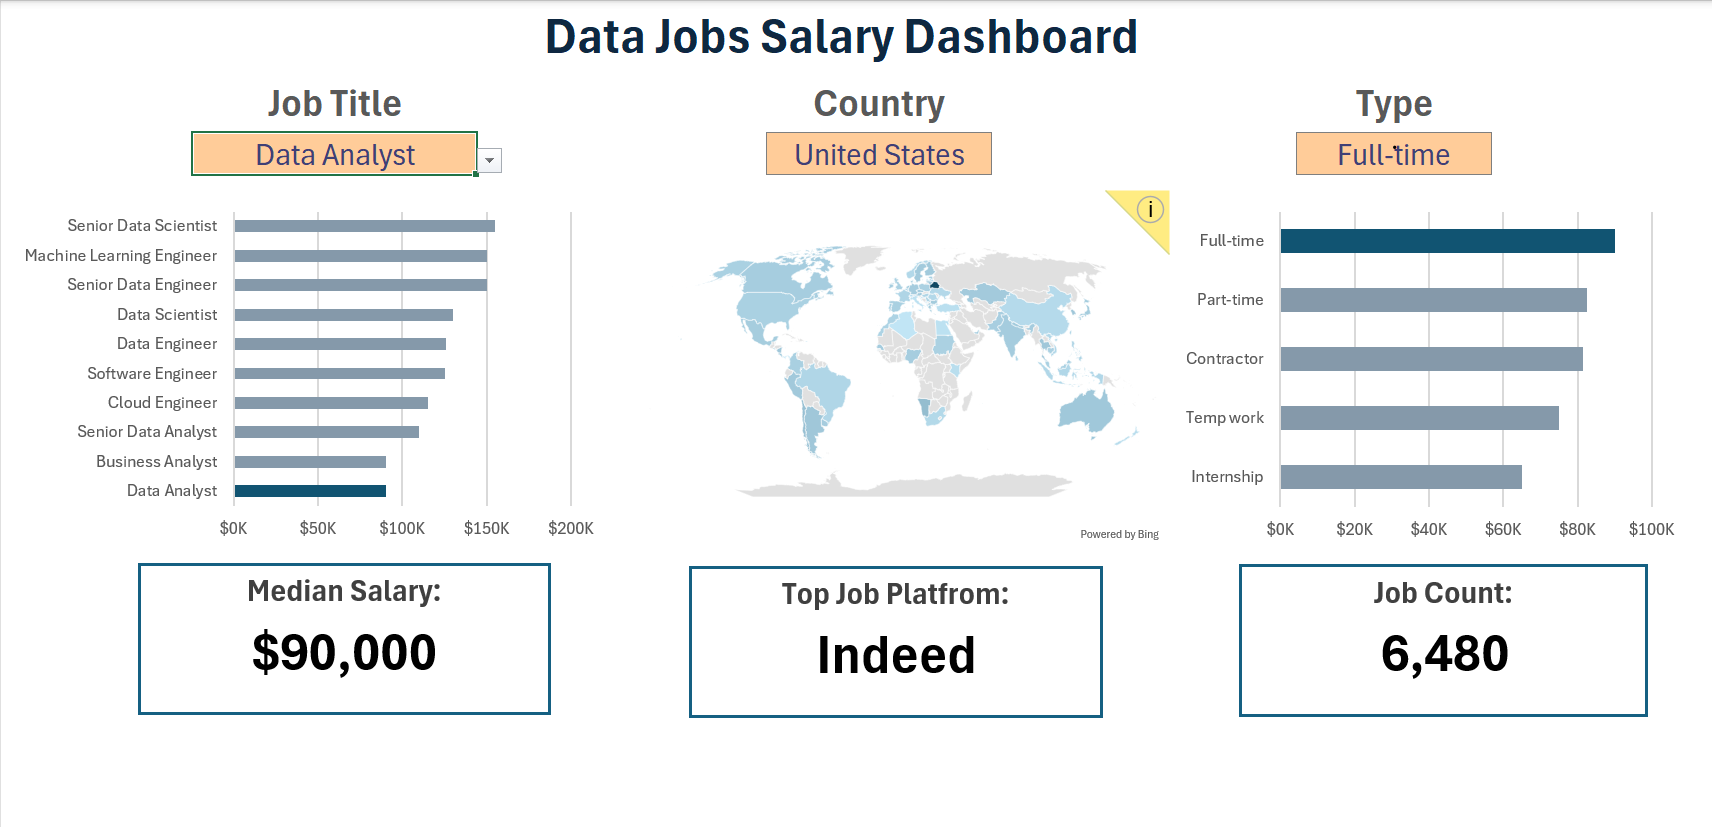 Data Jobs Salary Dashboard
Job Title
Data Analyst
Country
United States
Type
Full-time
Senior Data Scientist
Machine Learning Engineer
Senior Data Engineer
Data Scientist
Data Engineer
Software Engineer
Cloud Engineer
Senior Data Analyst
Business Analyst
Data Analyst
$0K $50K $100K $150K $200K
i
Powered by Bing
Full-time
Part-time
Contractor
Temp work
Internship
$0K $20K $40K $60K $80K $100K
Median Salary:
$90,000
Top Job Platfrom:
Indeed
Job Count:
6,480